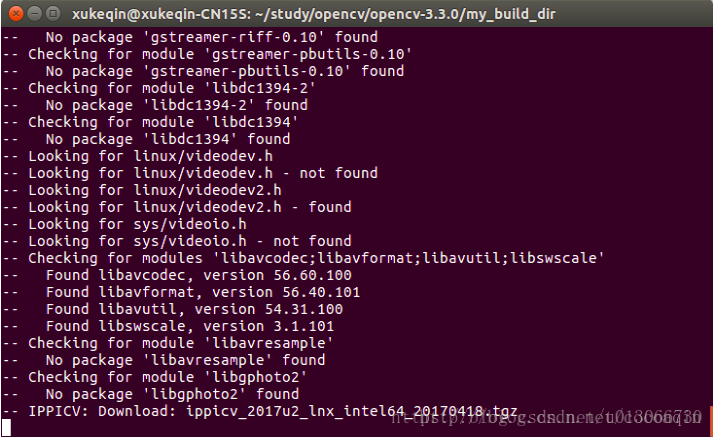 xukeqin@xukeqin-CN15S: ~/study/opencv/opencv-3.3.0/my_build_dir
--   No package 'gstreamer-riff-0.10' found
-- Checking for module 'gstreamer-pbutils-0.10'
--   No package 'gstreamer-pbutils-0.10' found
-- Checking for module 'libdc1394-2'
--   No package 'libdc1394-2' found
-- Checking for module 'libdc1394'
--   No package 'libdc1394' found
-- Looking for linux/videodev.h
-- Looking for linux/videodev.h - not found
-- Looking for linux/videodev2.h
-- Looking for linux/videodev2.h - found
-- Looking for sys/videoio.h
-- Looking for sys/videoio.h - not found
-- Checking for modules 'libavcodec;libavformat;libavutil;libswscale'
--   Found libavcodec, version 56.60.100
--   Found libavformat, version 56.40.101
--   Found libavutil, version 54.31.100
--   Found libswscale, version 3.1.101
-- Checking for module 'libavresample'
--   No package 'libavresample' found
-- Checking for module 'libgphoto2'
--   No package 'libgphoto2' found
-- IPPICV: Download: ippicv_2017u2_lnx_intel64_20170418.tgz